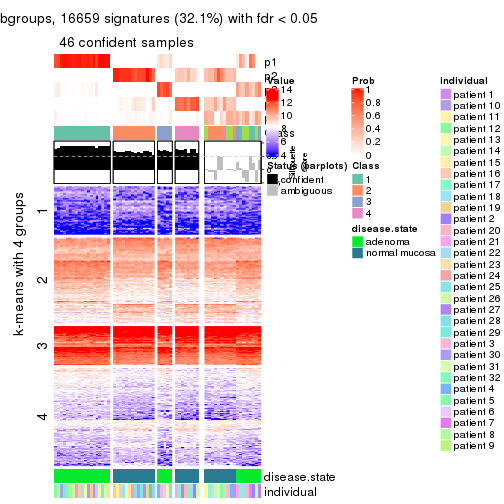 bgroups, 16659 signatures (32.1%) with fdr < 0.05
46 confident samples
p1
p2
Value
14
12
10
8
6
Prob
1
0.8
0.6
0.4
0.2
0
Silhouette
score
Status (barplots)
confident
ambiguous
Class
1
2
3
4
disease.state
adenoma
normal mucosa
individual
patient 1
patient 10
patient 11
patient 12
patient 13
patient 14
patient 15
patient 16
patient 17
patient 18
patient 19
patient 2
patient 20
patient 21
patient 22
patient 23
patient 24
patient 25
patient 26
patient 27
patient 28
patient 29
patient 3
patient 30
patient 31
patient 32
patient 4
patient 5
patient 6
patient 7
patient 8
patient 9
k-means with 4 groups
1
2
3
4
disease.state
individual